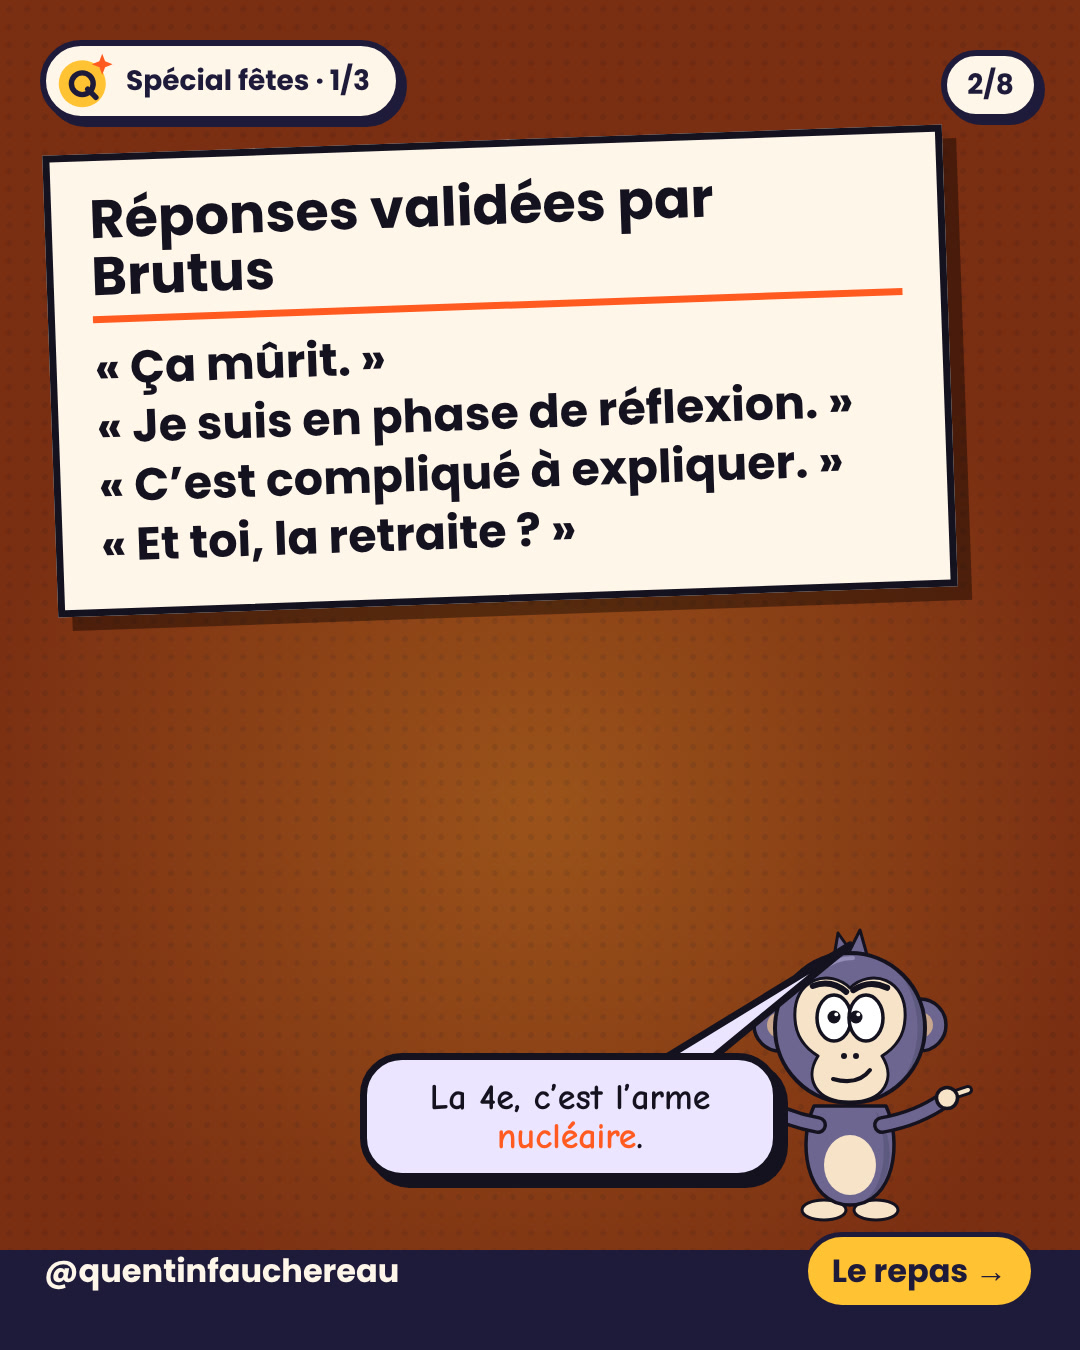 Q Spécial fêtes · 1/3
2/8
Réponses validées par
Brutus
« Ça mûrit. »
« Je suis en phase de réflexion. »
« C’est compliqué à expliquer. »
« Et toi, la retraite ? »
La 4e, c’est l’arme
nucléaire.
@quentinfauchereau
Le repas →